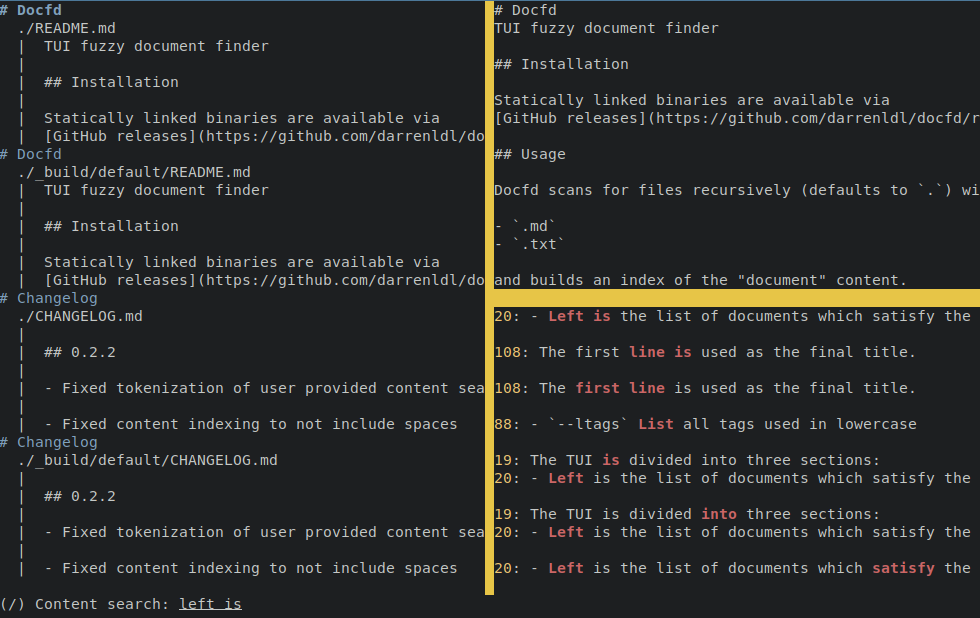 # Docfd
./README.md
| TUI fuzzy document finder
|
| ## Installation
|
| Statically linked binaries are available via
| [GitHub releases](https://github.com/darrenldl/do
# Docfd
./_build/default/README.md
| TUI fuzzy document finder
|
| ## Installation
|
| Statically linked binaries are available via
| [GitHub releases](https://github.com/darrenldl/do
# Changelog
./CHANGELOG.md
|
| ## 0.2.2
|
| - Fixed tokenization of user provided content sea
|
| - Fixed content indexing to not include spaces
# Changelog
./_build/default/CHANGELOG.md
|
| ## 0.2.2
|
| - Fixed tokenization of user provided content sea
|
| - Fixed content indexing to not include spaces
# Docfd
TUI fuzzy document finder
## Installation
Statically linked binaries are available via
[GitHub releases](https://github.com/darrenldl/docfd/r
## Usage
Docfd scans for files recursively (defaults to `.`) wi
- `.md`
- `.txt`
and builds an index of the "document" content.
20: - Left is the list of documents which satisfy the
108: The first line is used as the final title.
108: The first line is used as the final title.
88: - `--ltags` List all tags used in lowercase
19: The TUI is divided into three sections:
20: - Left is the list of documents which satisfy the
19: The TUI is divided into three sections:
20: - Left is the list of documents which satisfy the
20: - Left is the list of documents which satisfy the
(/) Content search: left is